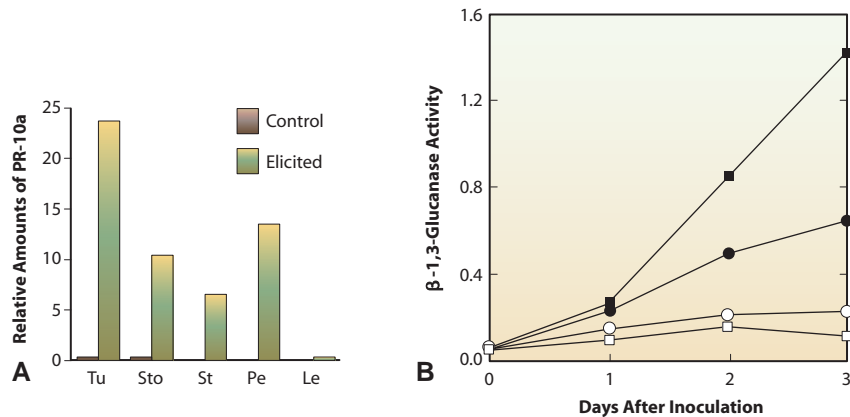 Relative Amounts of PR-10a
25
20
15
10
5
0
Control
Elicited
Tu Sto St Pe Le
A
β-1,3-Glucanase Activity
1.6
1.2
0.8
0.4
0.0
0 1 2 3
Days After Inoculation
B